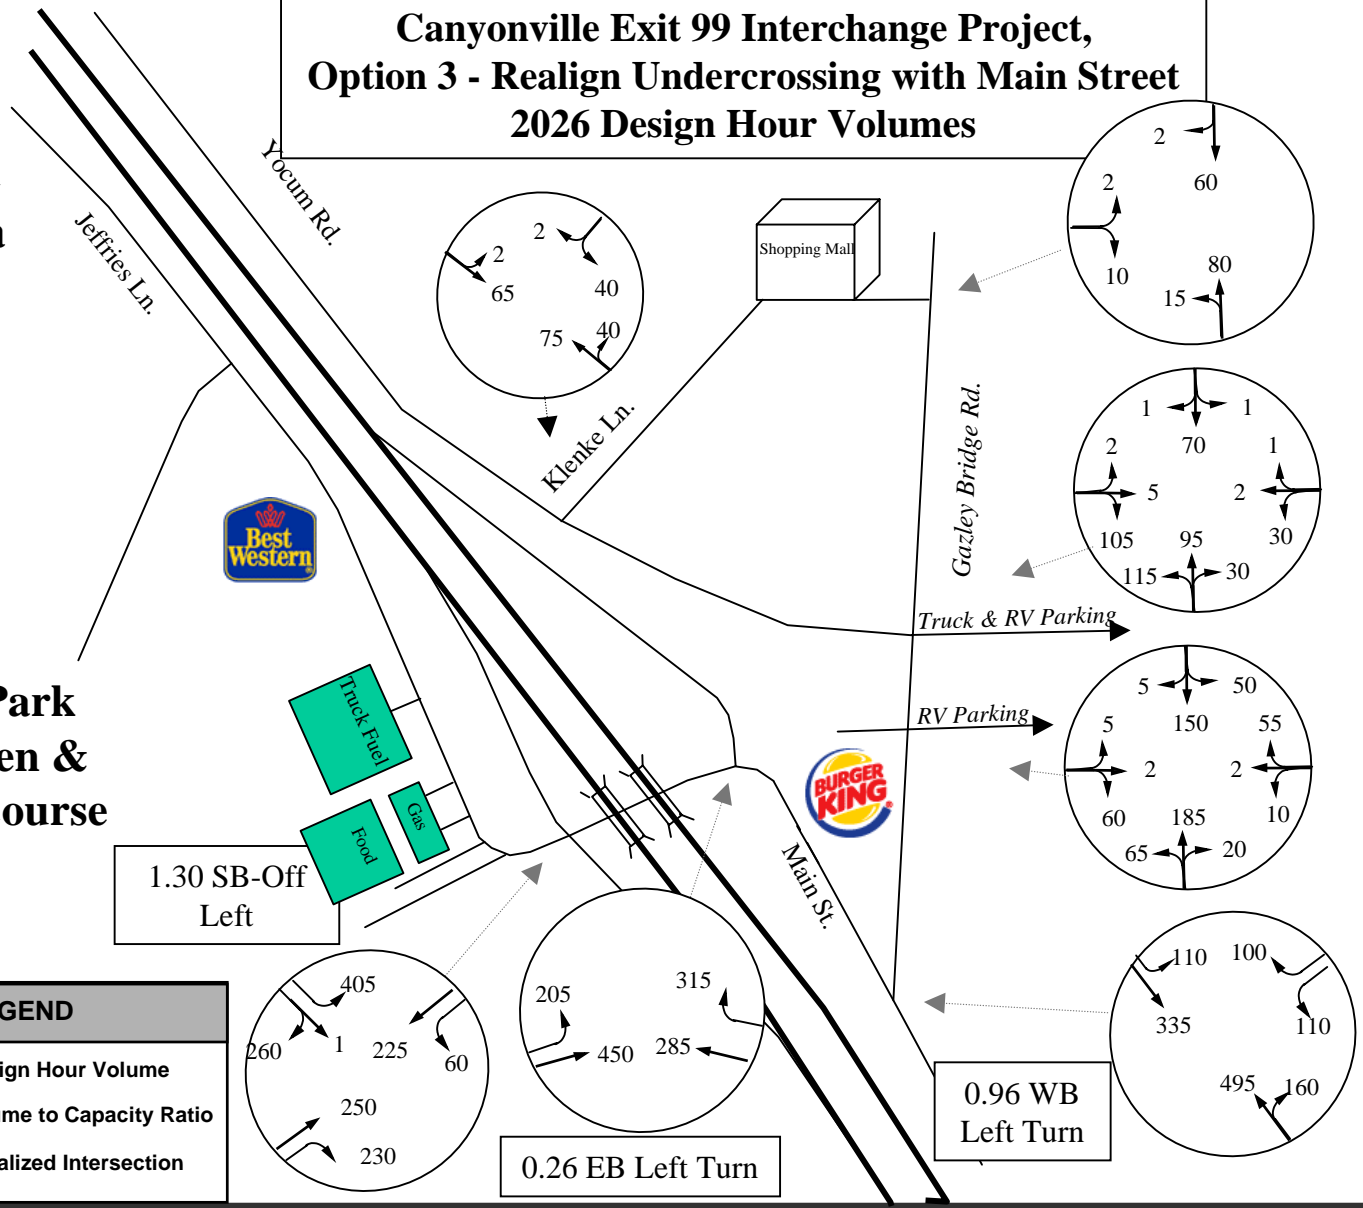 Canyonville Exit 99 Interchange Project,
Option 3 - Realign Undercrossing with Main Street
2026 Design Hour Volumes
Yocum Rd.
Jeffries Ln.
Klenke Ln.
Shopping Mall
Gazley Bridge Rd.
2
2
40
65
75
40
2
60
2
10
80
15
1
1
70
2
1
5
2
105
95
30
115
30
Truck & RV Parking
RV Parking
5
50
5
150
55
2
2
60
185
10
65
20
Best
Western
BURGER
KING
Truck Fuel
Gas
Food
Main St.
Park
en &
ourse
1.30 SB-Off
Left
405
260
1
225
60
250
230
205
315
450
285
0.26 EB Left Turn
110
100
335
110
495
160
0.96 WB
Left Turn
GEND
ign Hour Volume
ume to Capacity Ratio
alized Intersection